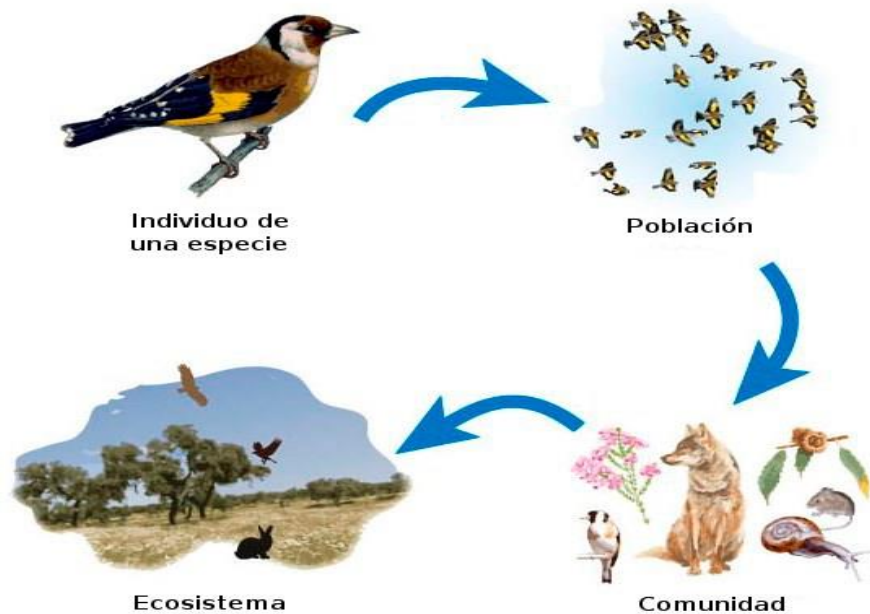 Individuo de
una especie
Población
Comunidad
Ecosistema